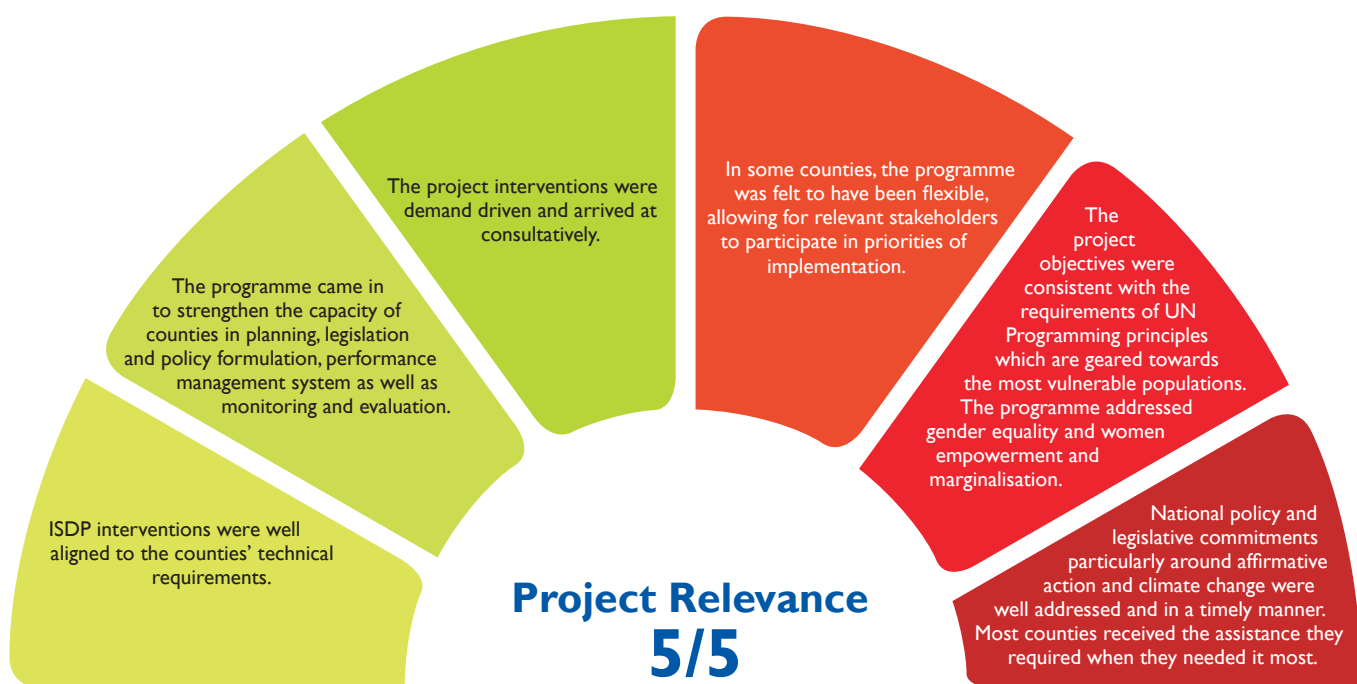 ISDP interventions were well
aligned to the counties’ technical
requirements.
The programme came in
to strengthen the capacity of
counties in planning, legislation
and policy formulation, performance
management system as well as
monitoring and evaluation.
The project interventions were
demand driven and arrived at
consultatively.
In some counties, the programme
was felt to have been flexible,
allowing for relevant stakeholders
to participate in priorities of
implementation.
The
project
objectives were
consistent with the
requirements of UN
Programming principles
which are geared towards
the most vulnerable populations.
The programme addressed
gender equality and women
empowerment and
marginalisation.
National policy and
legislative commitments
particularly around affirmative
action and climate change were
well addressed and in a timely manner.
Most counties received the assistance they
required when they needed it most.
Project Relevance
5/5